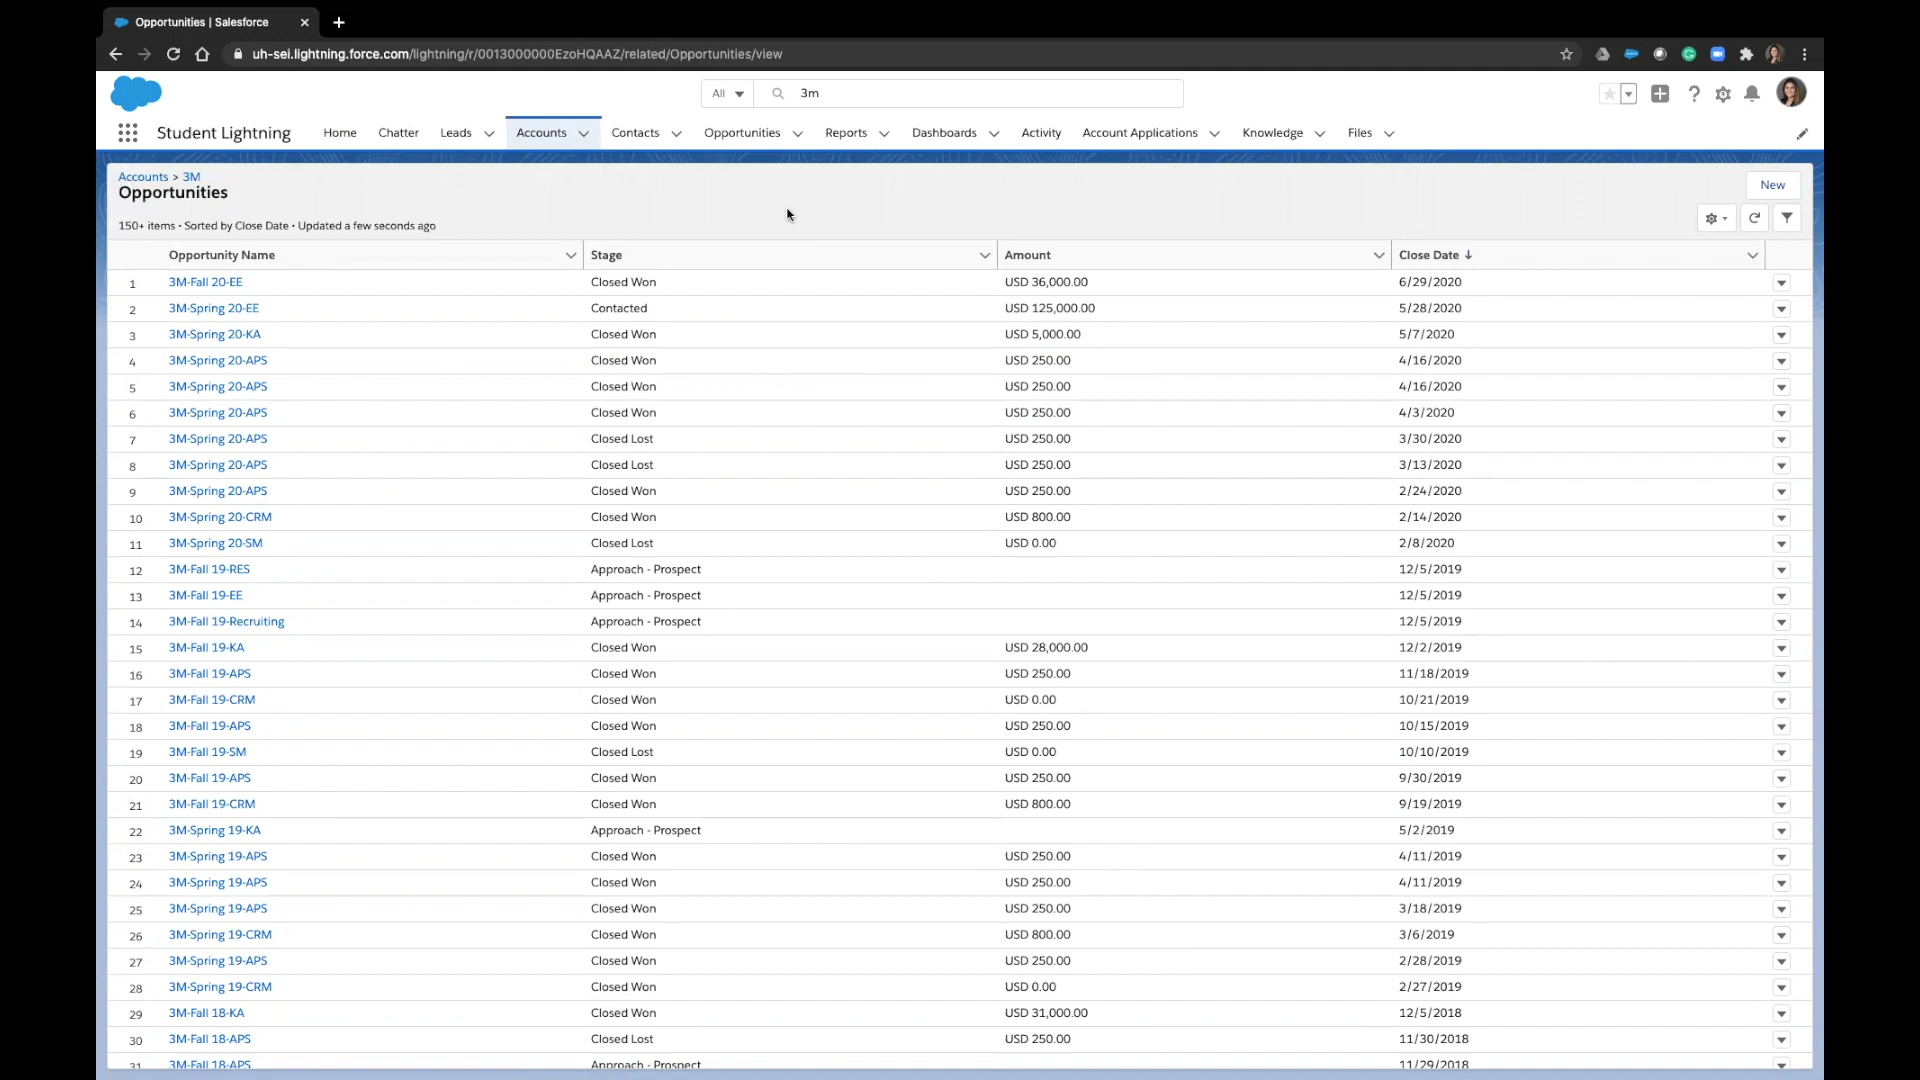 Opportunities | Salesforce
uh-sei.lightning.force.com/lightning/r/0013000000EzoHQAAZ/related/Opportunities/view
All 3m
Student Lightning Home Chatter Leads Accounts Contacts Opportunities Reports Dashboards Activity Account Applications Knowledge Files
Accounts > 3M
Opportunities
New
150+ items • Sorted by Close Date • Updated a few seconds ago
Opportunity Name Stage Amount Close Date
1 3M-Fall 20-EE Closed Won USD 36,000.00 6/29/2020
2 3M-Spring 20-EE Contacted USD 125,000.00 5/28/2020
3 3M-Spring 20-KA Closed Won USD 5,000.00 5/7/2020
4 3M-Spring 20-APS Closed Won USD 250.00 4/16/2020
5 3M-Spring 20-APS Closed Won USD 250.00 4/16/2020
6 3M-Spring 20-APS Closed Won USD 250.00 4/3/2020
7 3M-Spring 20-APS Closed Lost USD 250.00 3/30/2020
8 3M-Spring 20-APS Closed Lost USD 250.00 3/13/2020
9 3M-Spring 20-APS Closed Won USD 250.00 2/24/2020
10 3M-Spring 20-CRM Closed Won USD 800.00 2/14/2020
11 3M-Spring 20-SM Closed Lost USD 0.00 2/8/2020
12 3M-Fall 19-RES Approach - Prospect 12/5/2019
13 3M-Fall 19-EE Approach - Prospect 12/5/2019
14 3M-Fall 19-Recruiting Approach - Prospect 12/5/2019
15 3M-Fall 19-KA Closed Won USD 28,000.00 12/2/2019
16 3M-Fall 19-APS Closed Won USD 250.00 11/18/2019
17 3M-Fall 19-CRM Closed Won USD 0.00 10/21/2019
18 3M-Fall 19-APS Closed Won USD 250.00 10/15/2019
19 3M-Fall 19-SM Closed Lost USD 0.00 10/10/2019
20 3M-Fall 19-APS Closed Won USD 250.00 9/30/2019
21 3M-Fall 19-CRM Closed Won USD 800.00 9/19/2019
22 3M-Spring 19-KA Approach - Prospect 5/2/2019
23 3M-Spring 19-APS Closed Won USD 250.00 4/11/2019
24 3M-Spring 19-APS Closed Won USD 250.00 4/11/2019
25 3M-Spring 19-APS Closed Won USD 250.00 3/18/2019
26 3M-Spring 19-CRM Closed Won USD 800.00 3/6/2019
27 3M-Spring 19-APS Closed Won USD 250.00 2/28/2019
28 3M-Spring 19-CRM Closed Won USD 0.00 2/27/2019
29 3M-Fall 18-KA Closed Won USD 31,000.00 12/5/2018
30 3M-Fall 18-APS Closed Lost USD 250.00 11/30/2018
31 3M-Fall 18-APS Approach - Prospect 11/29/2018